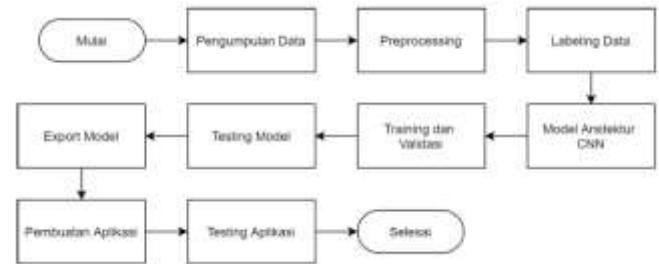 Mulai
Pengumpulan Data
Preprocessing
Labeling Data
Model Arsitektur
CNN
Training dan
Validasi
Testing Model
Export Model
Pembuatan Aplikasi
Testing Aplikasi
Selesai